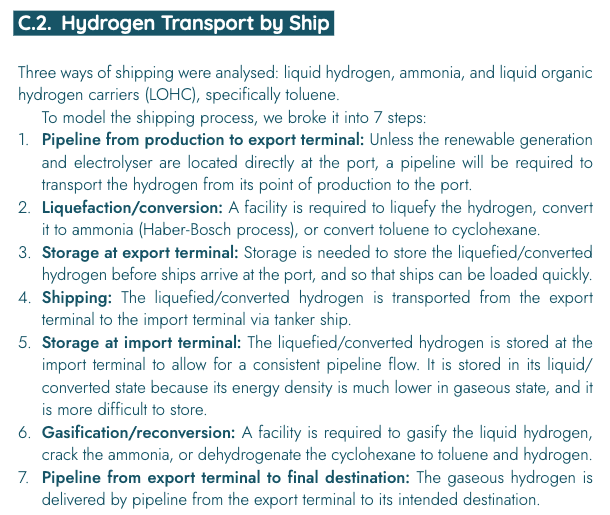 C.2. Hydrogen Transport by Ship
Three ways of shipping were analysed: liquid hydrogen, ammonia, and liquid organic
hydrogen carriers (LOHC), specifically toluene.
To model the shipping process, we broke it into 7 steps:
1. Pipeline from production to export terminal: Unless the renewable generation
and electrolyser are located directly at the port, a pipeline will be required to
transport the hydrogen from its point of production to the port.
2. Liquefaction/conversion: A facility is required to liquefy the hydrogen, convert
it to ammonia (Haber-Bosch process), or convert toluene to cyclohexane.
3. Storage at export terminal: Storage is needed to store the liquefied/converted
hydrogen before ships arrive at the port, and so that ships can be loaded quickly.
4. Shipping: The liquefied/converted hydrogen is transported from the export
terminal to the import terminal via tanker ship.
5. Storage at import terminal: The liquefied/converted hydrogen is stored at the
import terminal to allow for a consistent pipeline flow. It is stored in its liquid/
converted state because its energy density is much lower in gaseous state, and it
is more difficult to store.
6. Gasification/reconversion: A facility is required to gasify the liquid hydrogen,
crack the ammonia, or dehydrogenate the cyclohexane to toluene and hydrogen.
7. Pipeline from export terminal to final destination: The gaseous hydrogen is
delivered by pipeline from the export terminal to its intended destination.